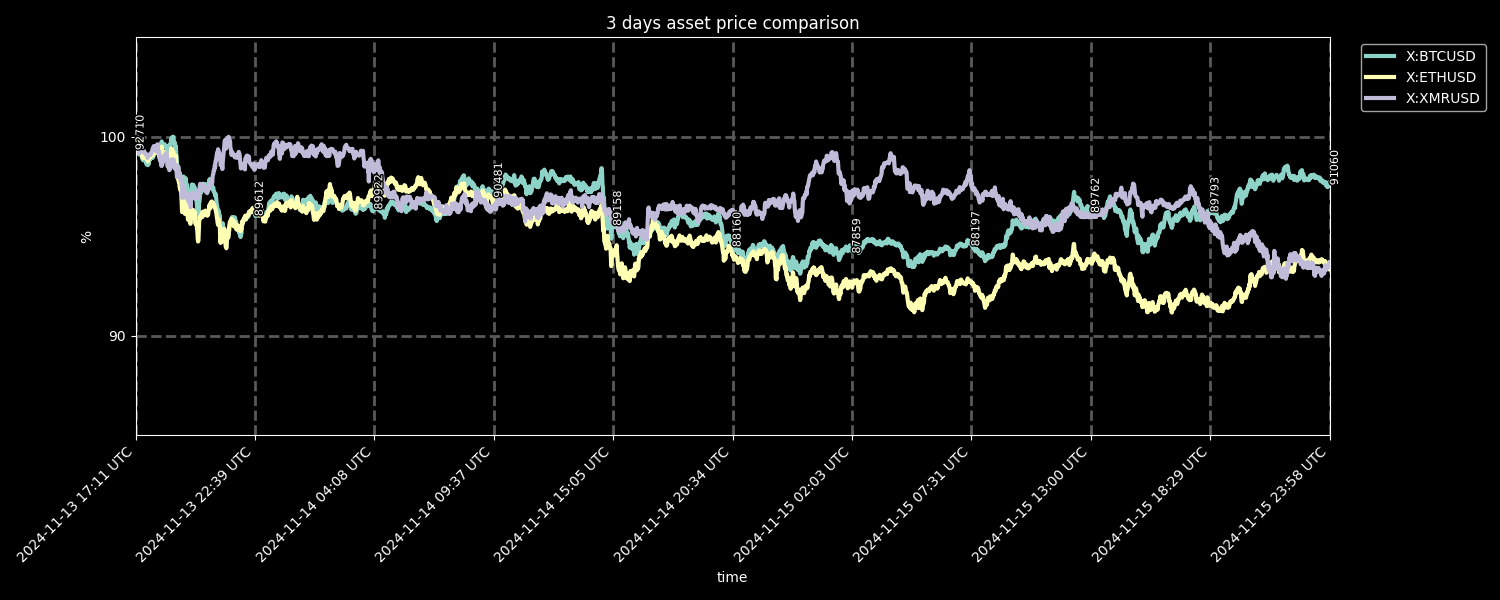 3 days asset price comparison
X:BTCUSD
X:ETHUSD
X:XMRUSD
100
90
%
92710
89612
89922
90481
89158
88160
87859
88197
89762
89793
91060
2024-11-13 17:11 UTC
2024-11-13 22:39 UTC
2024-11-14 04:08 UTC
2024-11-14 09:37 UTC
2024-11-14 15:05 UTC
2024-11-14 20:34 UTC
2024-11-15 02:03 UTC
2024-11-15 07:31 UTC
2024-11-15 13:00 UTC
2024-11-15 18:29 UTC
2024-11-15 23:58 UTC
time